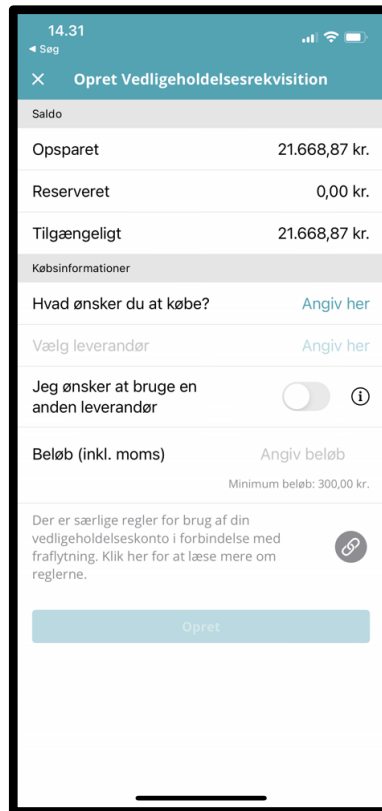 14.31
◀ Søg
× Opret Vedligeholdelsesrekvisition
Saldo
Opsparet 21.668,87 kr.
Reserveret 0,00 kr.
Tilgængeligt 21.668,87 kr.
Købsinformationer
Hvad ønsker du at købe? Angiv her
Vælg leverandør Angiv her
Jeg ønsker at bruge en
anden leverandør
Beløb (inkl. moms) Angiv beløb
Minimum beløb: 300,00 kr.
Der er særlige regler for brug af din
vedligeholdelseskonto i forbindelse med
fraflytning. Klik her for at læse mere om
reglerne.
Opret